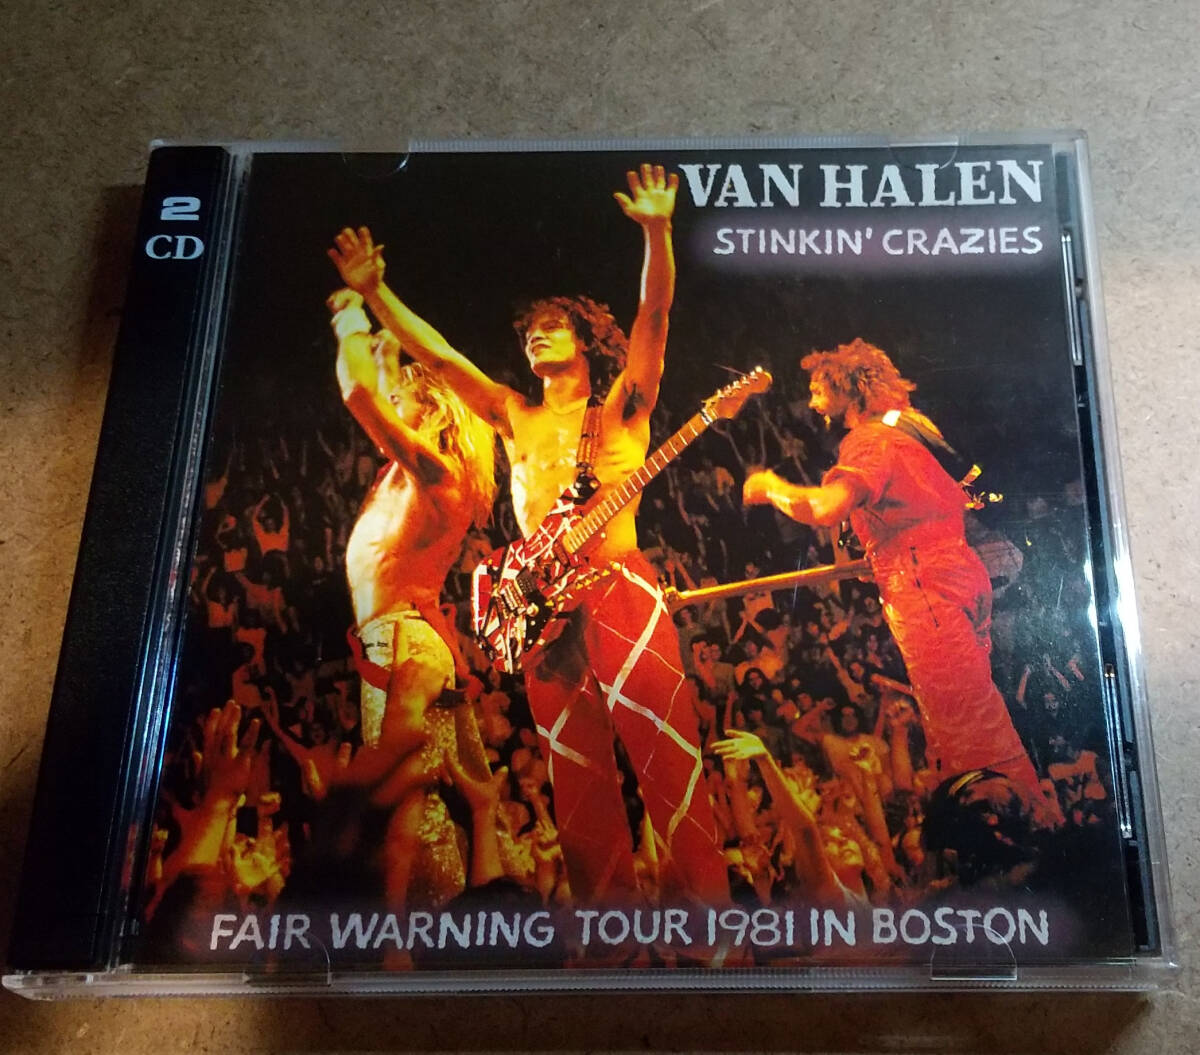 2
CD
VAN HALEN
STINKIN' CRAZIES
FAIR WARNING TOUR 1981 IN BOSTON